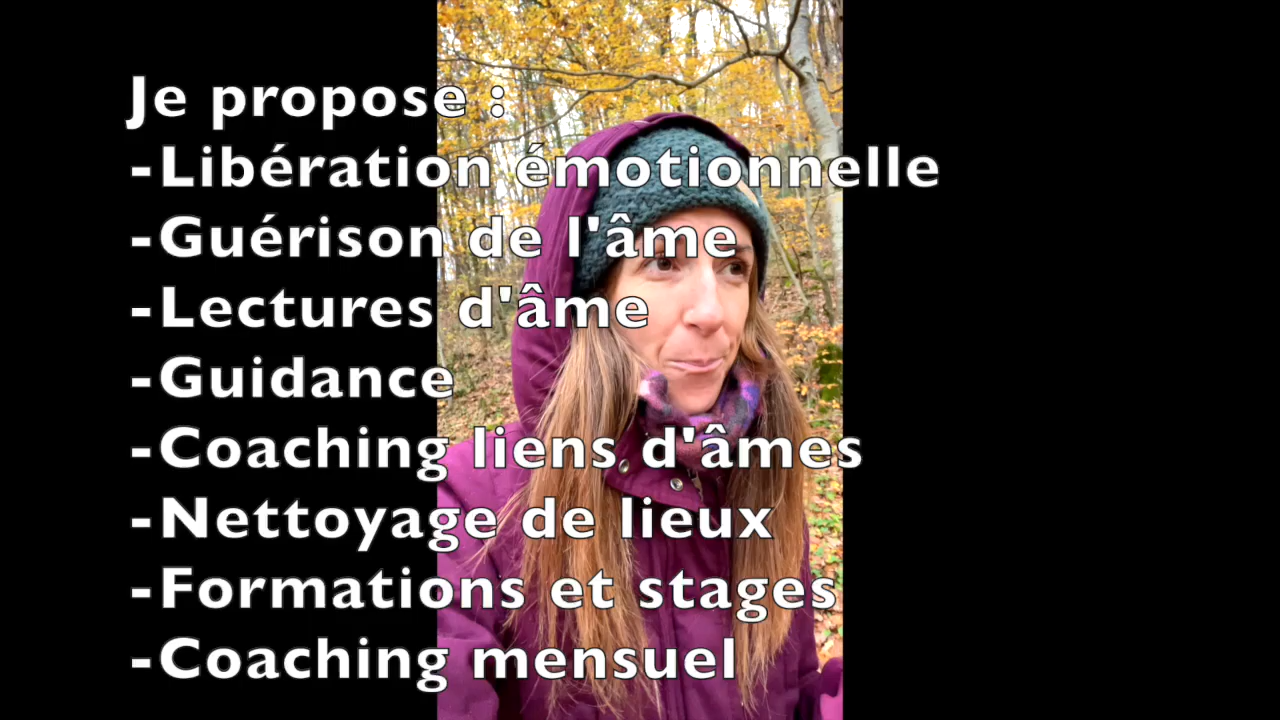 Je propose :
-Libération émotionnelle
-Guérison de l'âme
-Lectures d'âme
-Guidance
-Coaching liens d'âmes
-Nettoyage de lieux
-Formations et stages
-Coaching mensuel